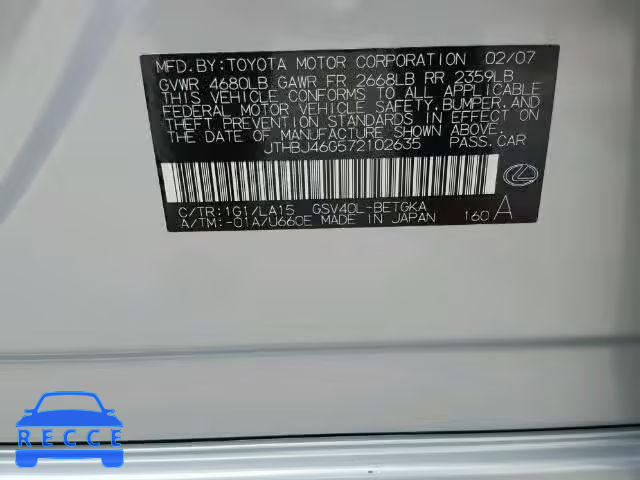 MFD.BY:TOYOTA MOTOR CORPORATION 02/07
GVWR 4680LB GAWR FR 2668LB RR 2359LB
THIS VEHICLE CONFORMS TO ALL APPLICABLE
FEDERAL MOTOR VEHICLE SAFETY,BUMPER,AND
THEFT PREVENTION STANDARDS IN EFFECT ON
THE DATE OF MANUFACTURE SHOWN ABOVE.
JTHBJ46G572102635 PASS.CAR
C/TR:1G1/LA15 GSV40L-BETGKA
A/TM:-01A/U660E MADE IN JAPAN 160 A
RECCE